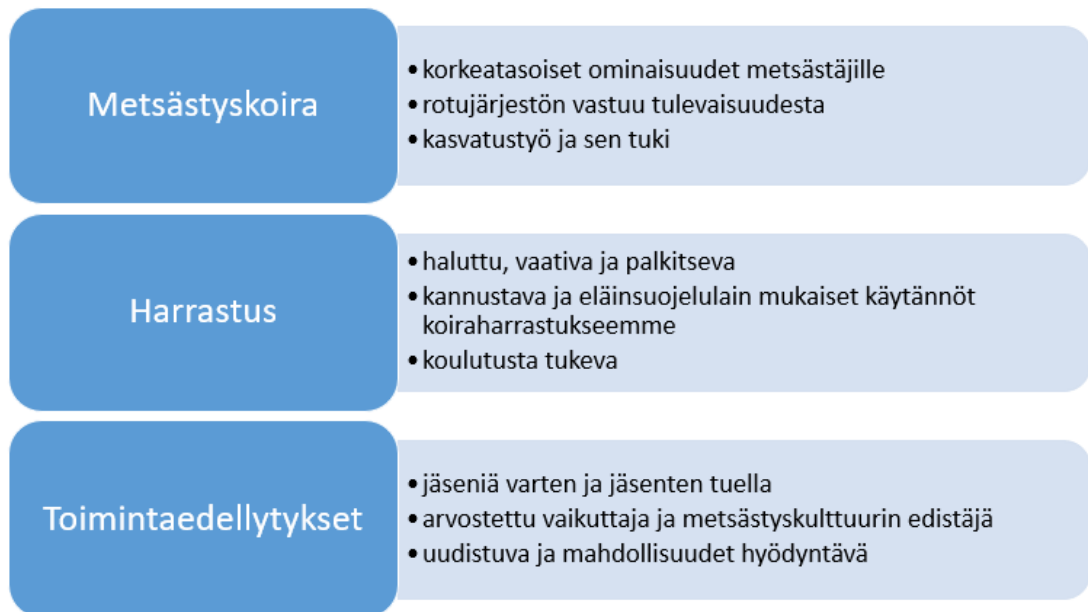 Metsästyskoira
• korkeatasoiset ominaisuudet metsästäjille
• rotujärjestön vastuu tulevaisuudesta
• kasvatustyö ja sen tuki
Harrastus
• haluttu, vaativa ja palkitseva
• kannustava ja eläinsuojelulain mukaiset käytännöt
koiraharrastukseemme
• koulutusta tukeva
Toimintaedellytykset
• jäseniä varten ja jäsenten tuella
• arvostettu vaikuttaja ja metsästyskulttuurin edistäjä
• uudistuva ja mahdollisuudet hyödyntävä